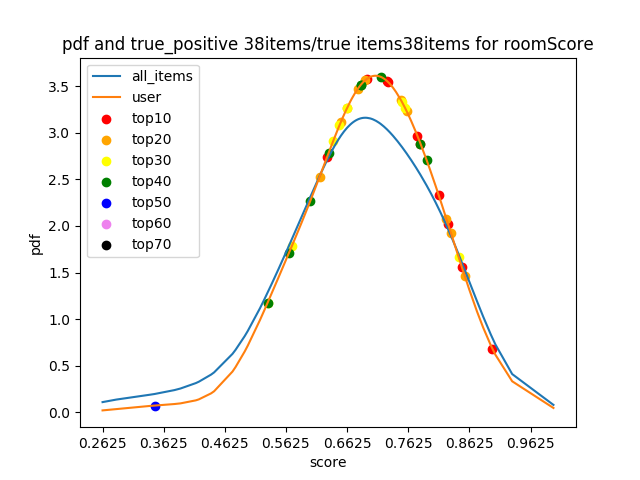 pdf and true_positive 38items/true items38items for roomScore
all_items
user
top10
top20
top30
top40
top50
top60
top70
pdf
3.5
3.0
2.5
2.0
1.5
1.0
0.5
0.0
0.2625 0.3625 0.4625 0.5625 0.6625 0.7625 0.8625 0.9625
score